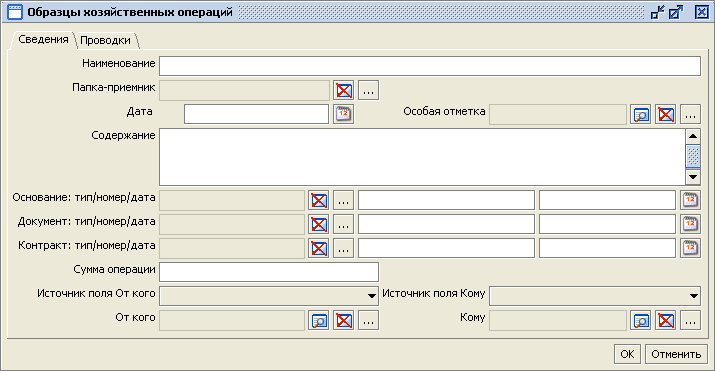 Образцы хозяйственных операций
Сведения Проводки
Наименование
Папка-приемник ...
Дата 12 Особая отметка ...
Содержание
Основание: тип/номер/дата ... 12
Документ: тип/номер/дата ... 12
Контракт: тип/номер/дата ... 12
Сумма операции
Источник поля От кого Источник поля Кому
От кого ... Кому ...
OK Отменить